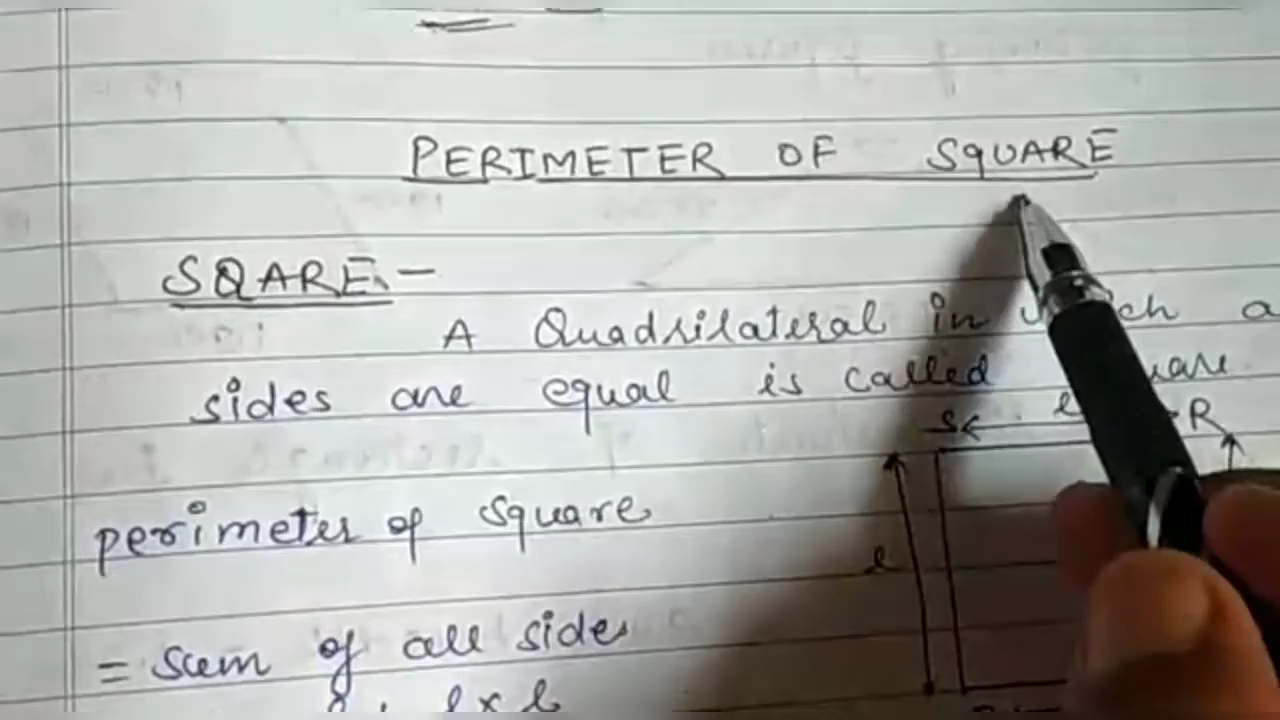 PERIMETER OF SqUARE
SQARE:-
A Quadrilateral in
sides are equal is called
S R
l
perimeter of square
= sum of all sides